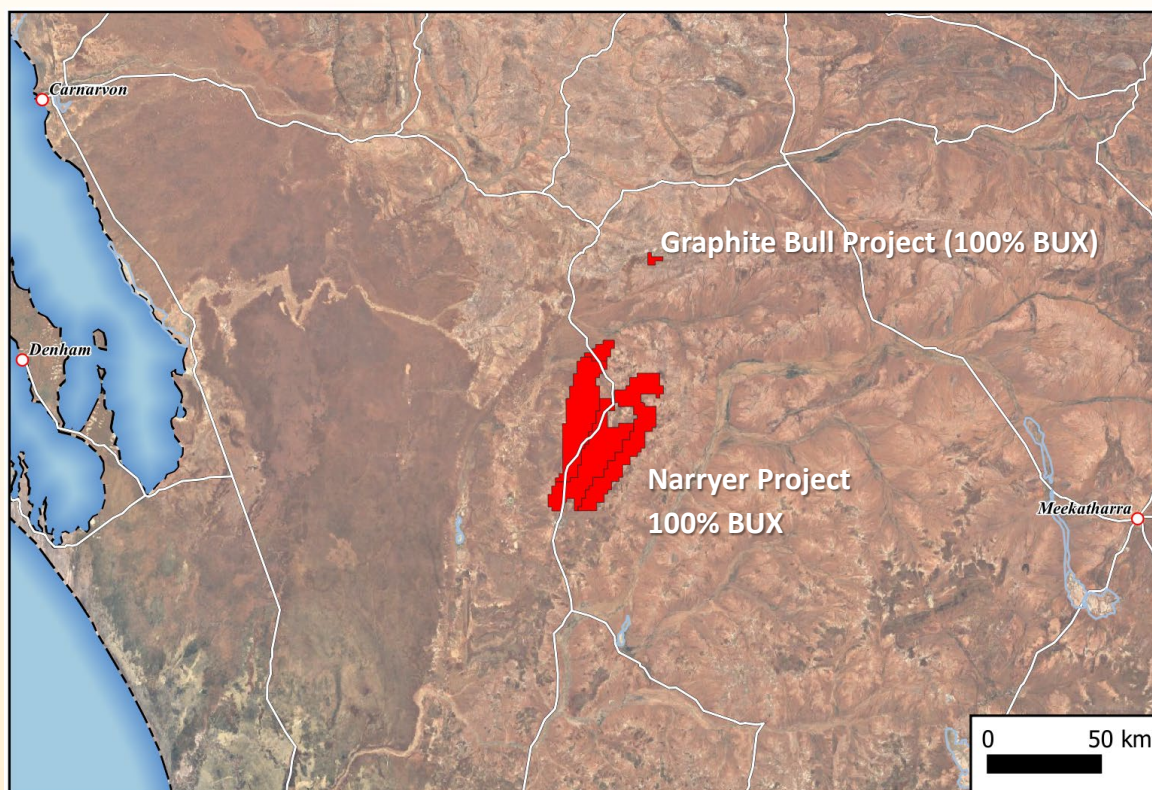 Carnarvon
Graphite Bull Project (100% BUX)
Denham
Narryer Project
100% BUX
Meekatharra
0 50 km